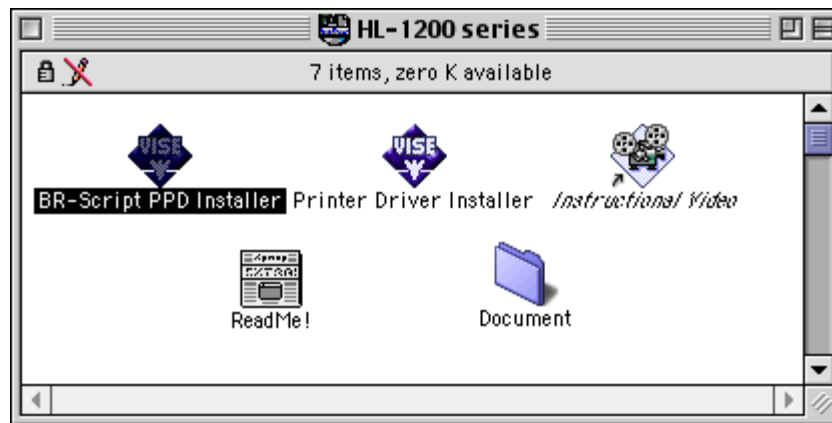 HL-1200 series
7 items, zero K available
VISE
VISE
BR-Script PPD Installer
Printer Driver Installer
Instructional Video
EXTRA!
ReadMe!
Document